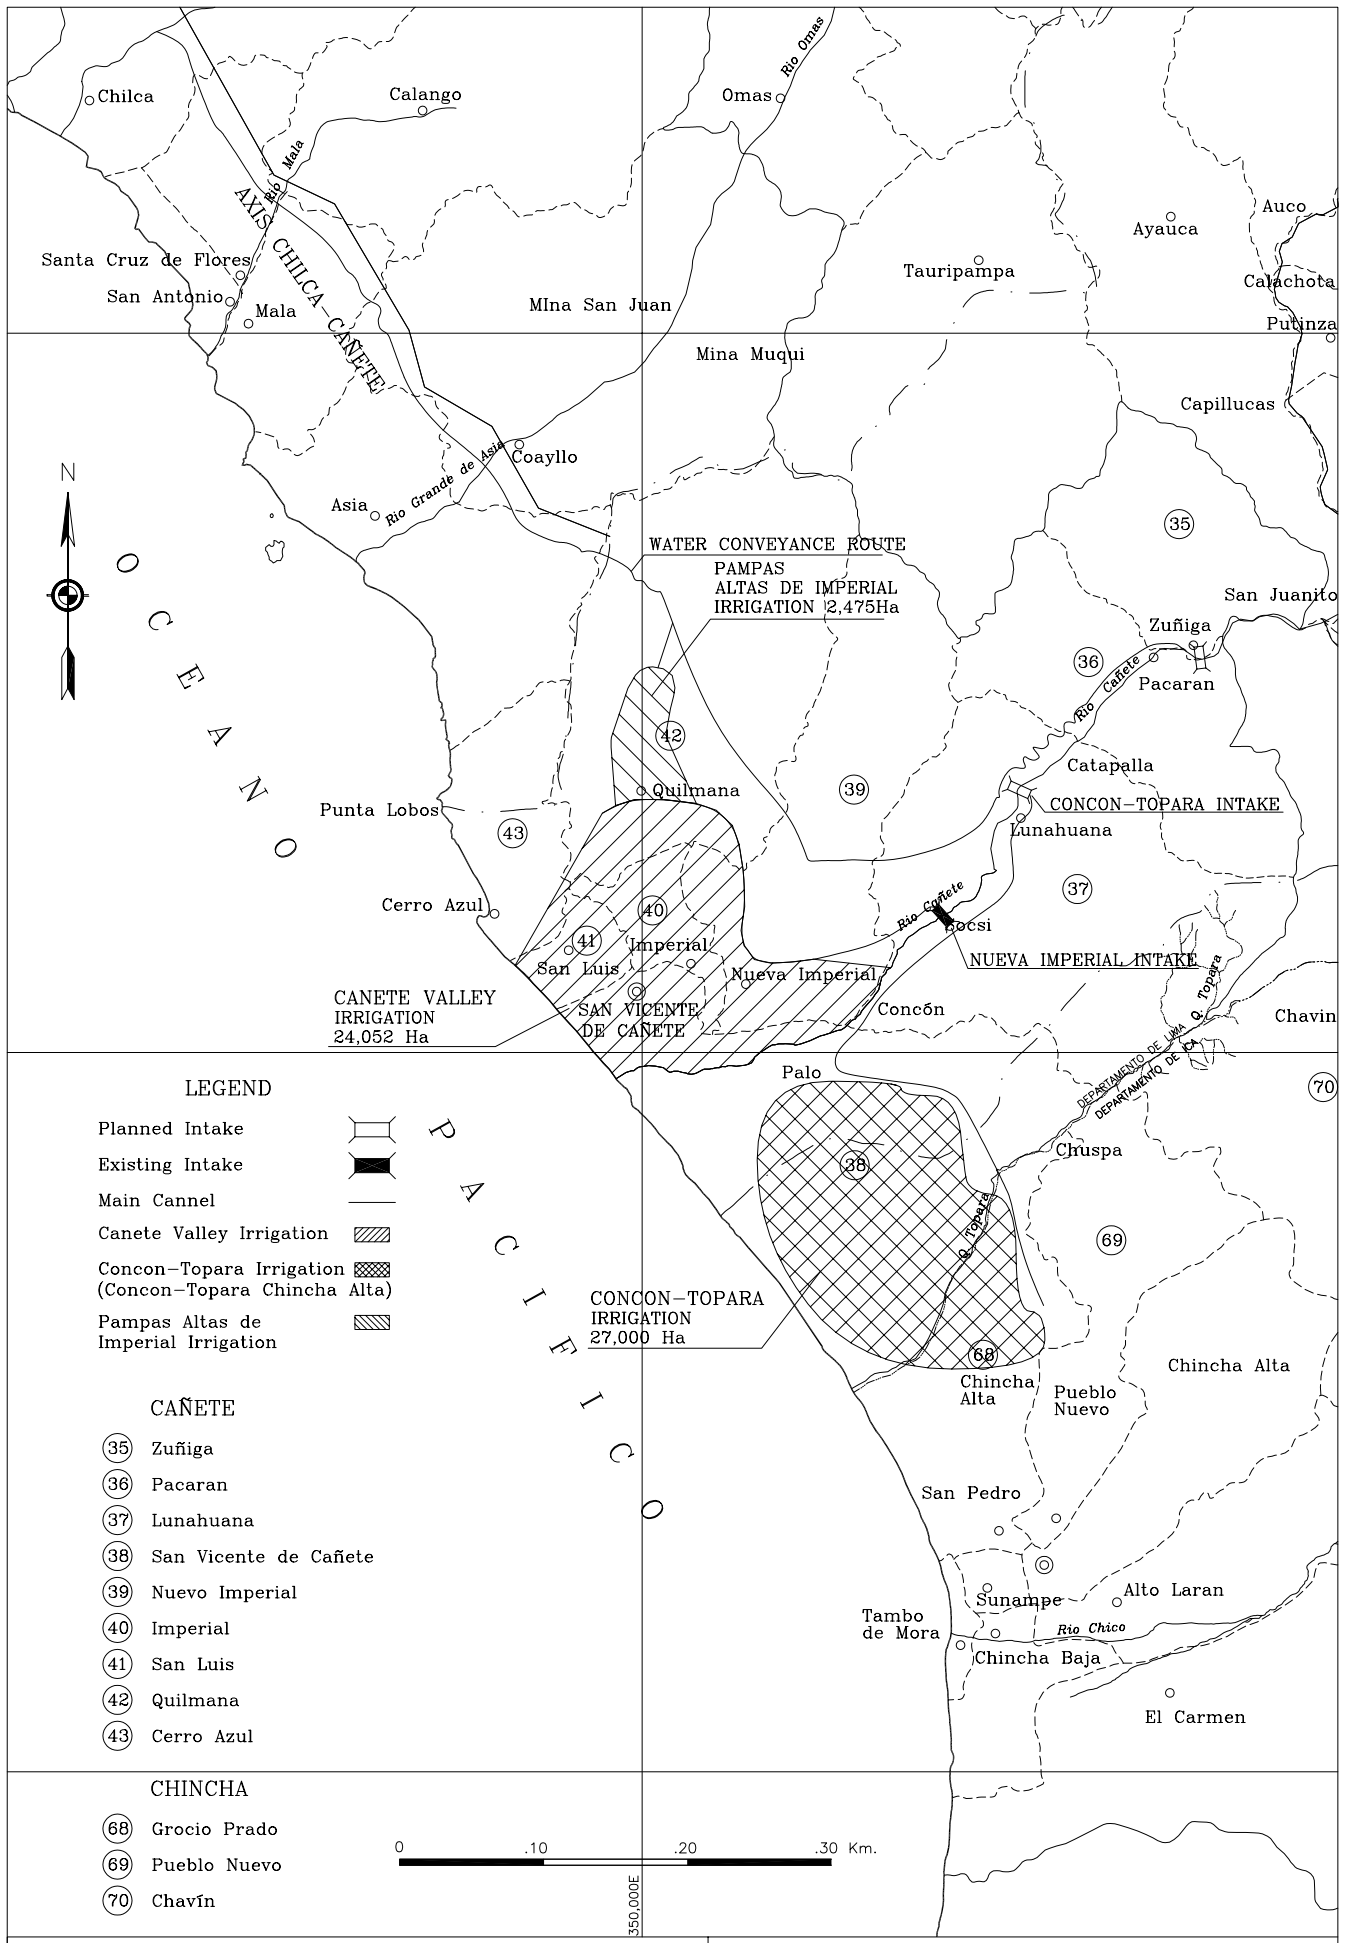 Chilca
Calango
Omas
Rio Omas
Rio Mala
AXIS CHILCA-CAÑETE
Santa Cruz de Flores
San Antonio
Mala
MIna San Juan
Mina Muqui
Tauripampa
Ayauca
Auco
Calachota
Putinza
Capillucas
Coayllo
Rio Grande de Asia
Asia
N
WATER CONVEYANCE ROUTE
PAMPAS
ALTAS DE IMPERIAL
IRRIGATION 2,475Ha
35
San Juanito
Zuñiga
36
Rio Cañete
Pacaran
42
Catapalla
39
Quilmana
CONCON-TOPARA INTAKE
Punta Lobos
Lunahuana
43
37
Cerro Azul
40
Rio Cañete
Socsi
41
Imperial
San Luis
Nueva Imperial
NUEVA IMPERIAL INTAKE
Q. Topara
CANETE VALLEY
IRRIGATION
24,052 Ha
SAN VICENTE
DE CAÑETE
Concón
Chavin
DEPARTAMENTO DE LIMA
DEPARTAMENTO DE ICA
Palo
70
OCEANO PACIFICO
Chuspa
38
Q. Topara
69
CONCON-TOPARA
IRRIGATION
27,000 Ha
68
Chincha
Alta
Pueblo
Nuevo
Chincha Alta
San Pedro
Sunampe
Alto Laran
Tambo
de Mora
Rio Chico
Chincha Baja
El Carmen
LEGEND
Planned Intake
Existing Intake
Main Cannel
Canete Valley Irrigation
Concon-Topara Irrigation
(Concon-Topara Chincha Alta)
Pampas Altas de
Imperial Irrigation
CAÑETE
35 Zuñiga
36 Pacaran
37 Lunahuana
38 San Vicente de Cañete
39 Nuevo Imperial
40 Imperial
41 San Luis
42 Quilmana
43 Cerro Azul
CHINCHA
68 Grocio Prado
69 Pueblo Nuevo
70 Chavín
0 .10 .20 .30 Km.
350,000E